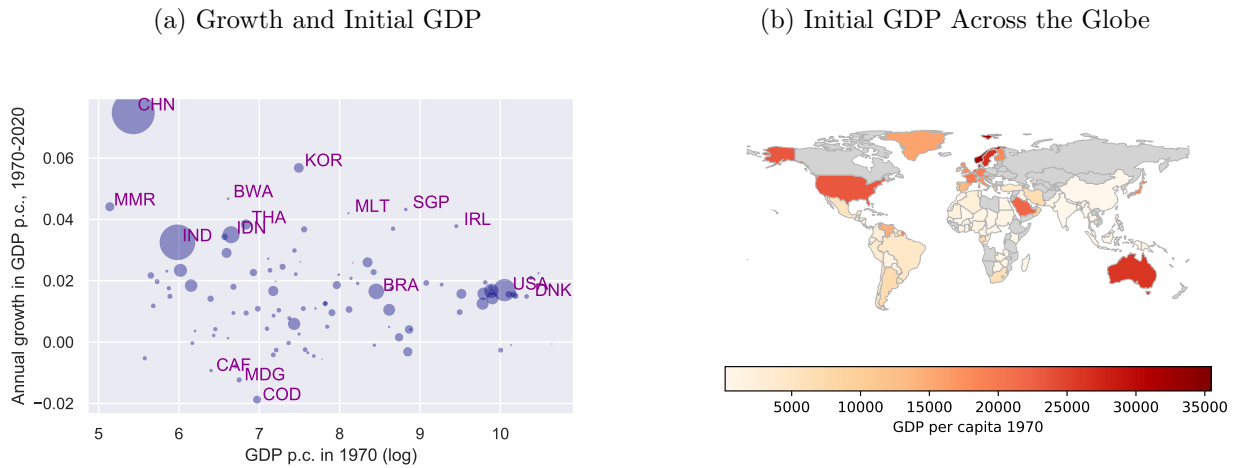 (a) Growth and Initial GDP
(b) Initial GDP Across the Globe
Annual growth in GDP p.c., 1970-2020
0.06
0.04
0.02
0.00
−0.02
CHN
KOR
MMR
BWA
MLT
SGP
THA
IRL
IDN
IND
BRA
USA
DNK
CAF
MDG
COD
5 6 7 8 9 10
GDP p.c. in 1970 (log)
5000 10000 15000 20000 25000 30000 35000
GDP per capita 1970